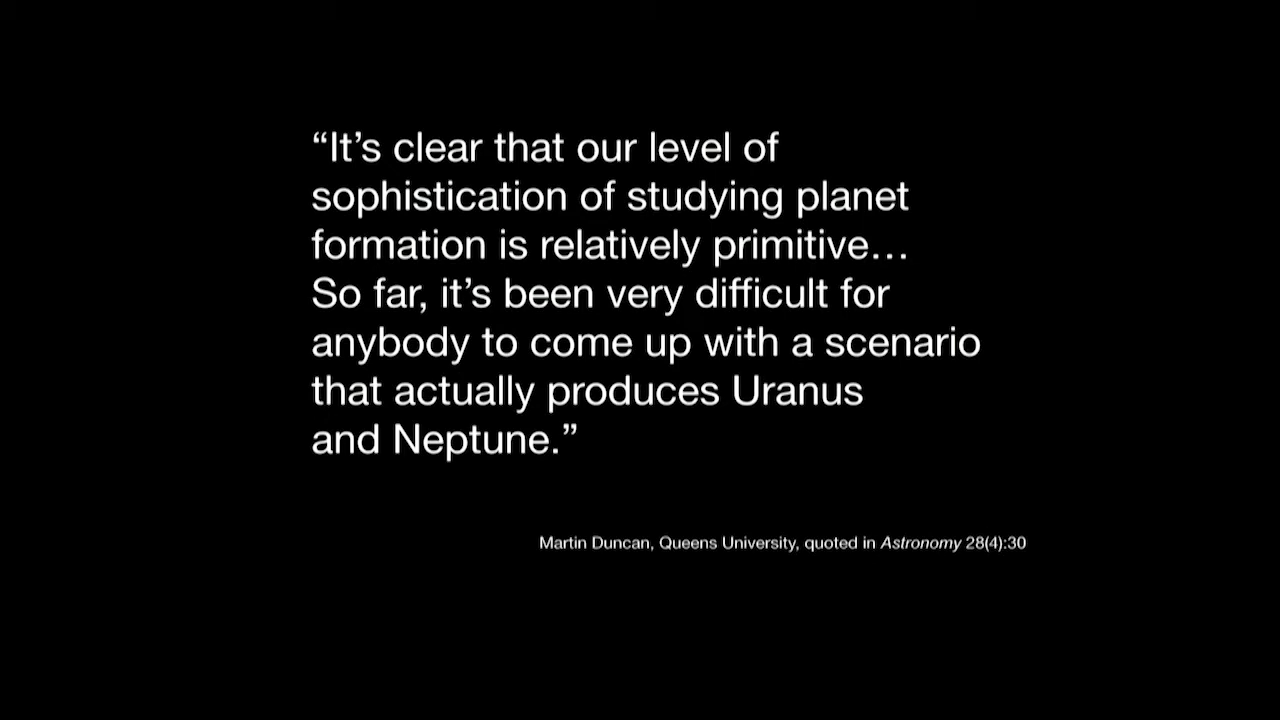 “It’s clear that our level of
sophistication of studying planet
formation is relatively primitive…
So far, it’s been very difficult for
anybody to come up with a scenario
that actually produces Uranus
and Neptune.”
Martin Duncan, Queens University, quoted in Astronomy 28(4):30